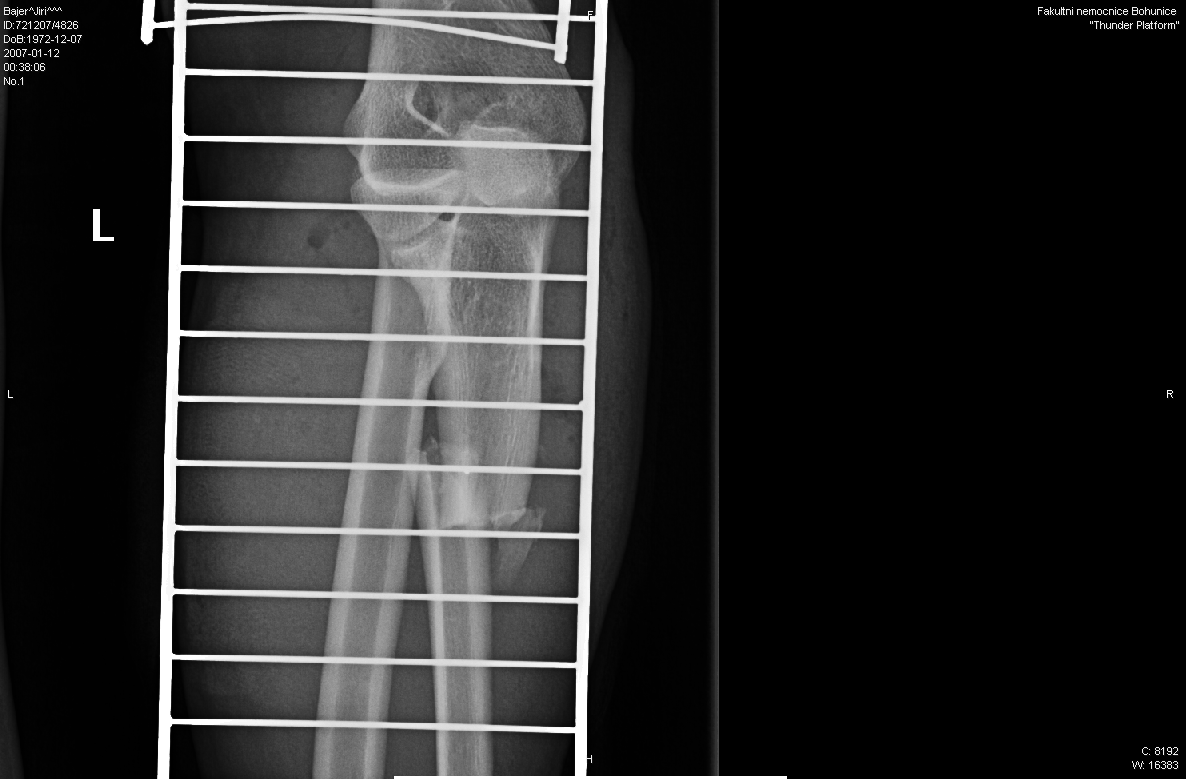 Bajer^Jiri^^^
ID:721207/4826
DoB:1972-12-07
2007-01-12
00:38:06
No.1
Fakultni nemocnice Bohunice
"Thunder Platform"
F
L
L
R
H
C: 8192
W: 16383